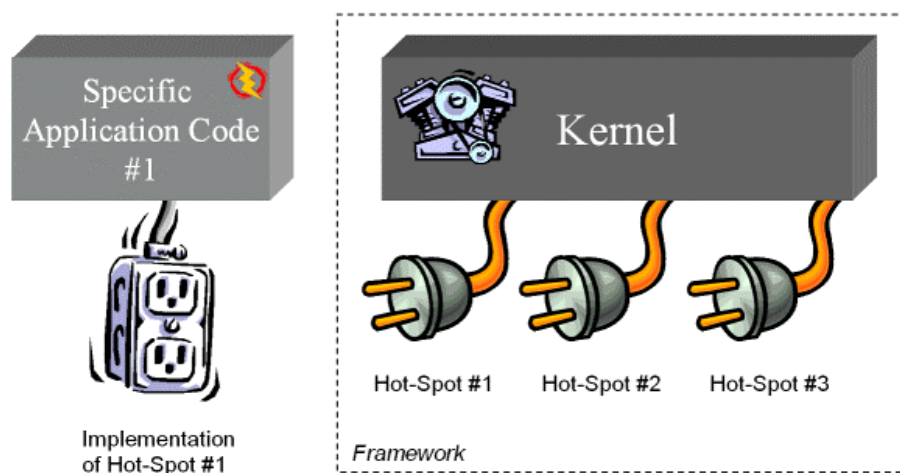 Specific
Application Code
#1
Kernel
Hot-Spot #1
Hot-Spot #2
Hot-Spot #3
Implementation
of Hot-Spot #1
Framework